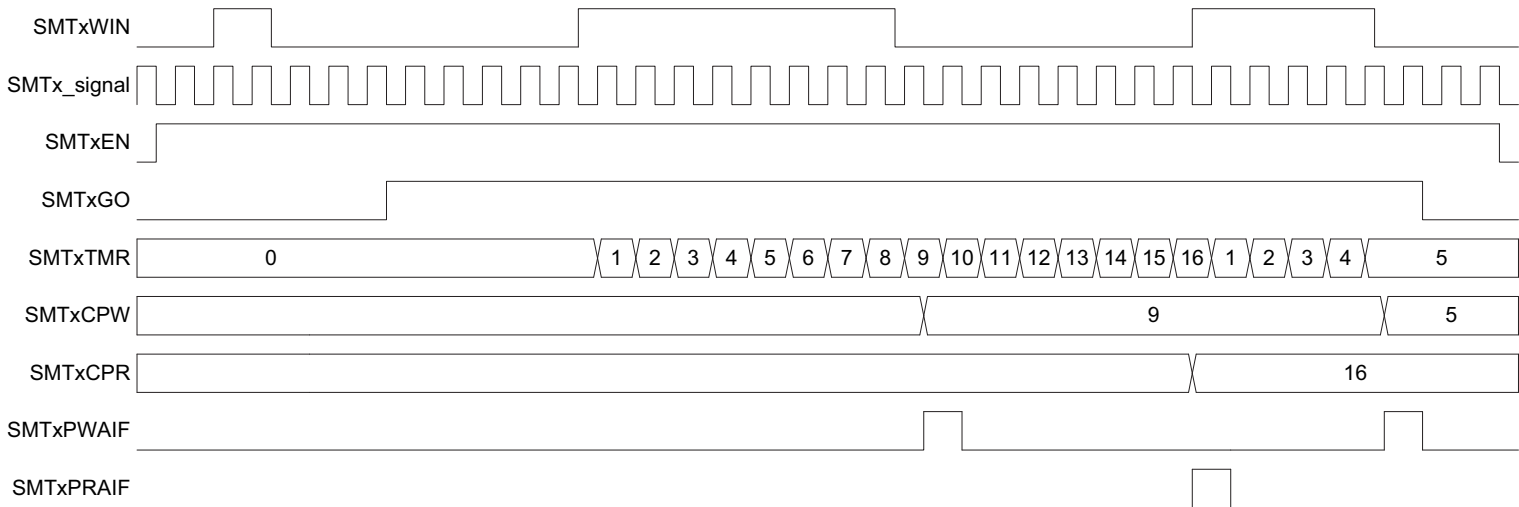 SMTxWIN
SMTx_signal
SMTxEN
SMTxGO
SMTxTMR 0 1 2 3 4 5 6 7 8 9 10 11 12 13 14 15 16 1 2 3 4 5
SMTxCPW 9 5
SMTxCPR 16
SMTxPWAIF
SMTxPRAIF